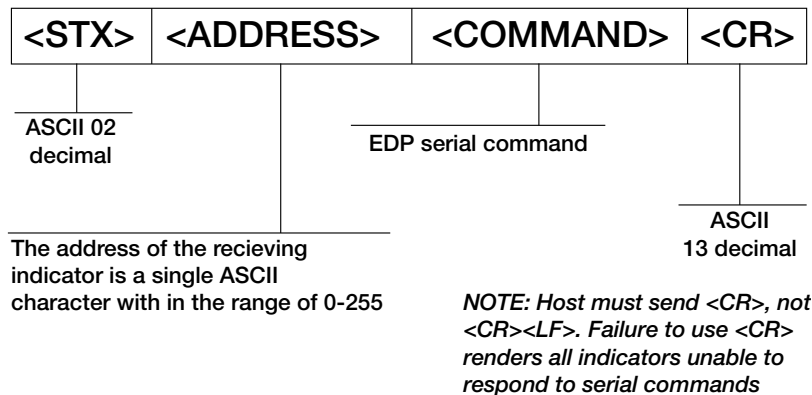 <STX> <ADDRESS> <COMMAND> <CR>
ASCII 02
decimal
EDP serial command
ASCII
13 decimal
The address of the recieving
indicator is a single ASCII
character with in the range of 0-255
NOTE: Host must send <CR>, not
<CR><LF>. Failure to use <CR>
renders all indicators unable to
respond to serial commands